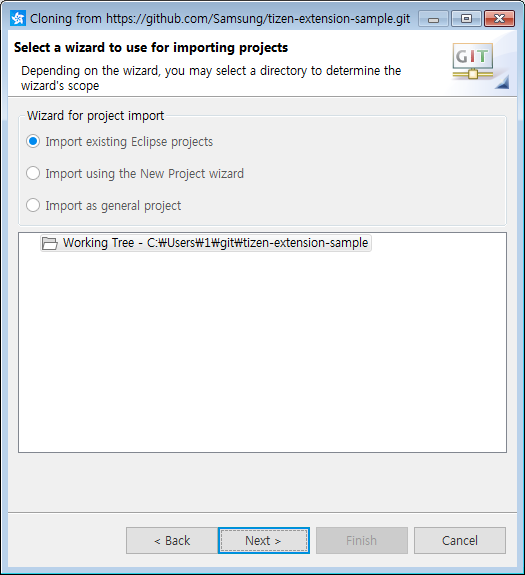 Cloning from https://github.com/Samsung/tizen-extension-sample.git
Select a wizard to use for importing projects
Depending on the wizard, you may select a directory to determine the
wizard's scope
GIT
Wizard for project import
Import existing Eclipse projects
Import using the New Project wizard
Import as general project
Working Tree - C:₩Users₩1₩git₩tizen-extension-sample
< Back
Next >
Finish
Cancel